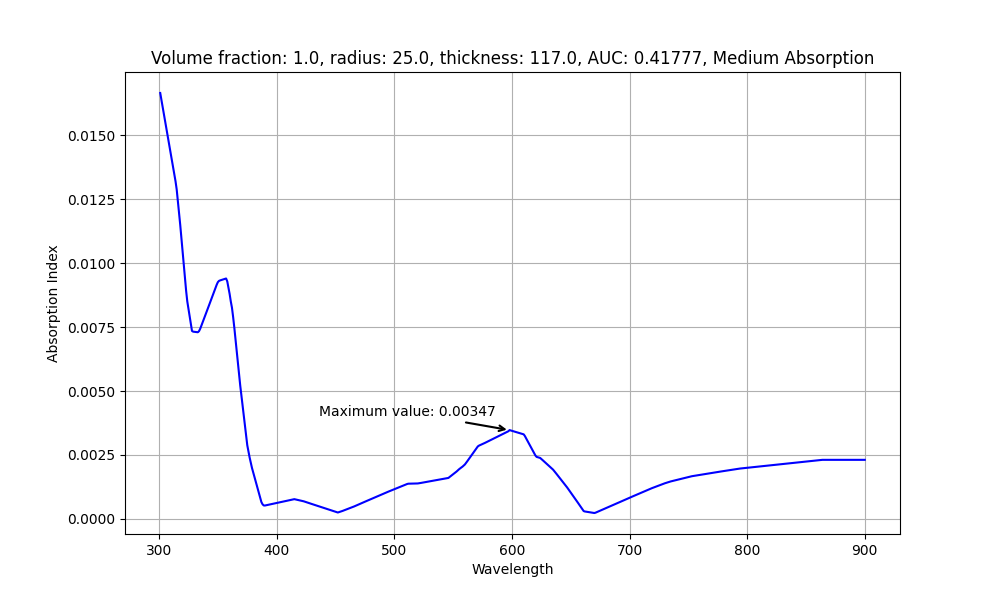 Volume fraction: 1.0, radius: 25.0, thickness: 117.0, AUC: 0.41777, Medium Absorption
0.0150
0.0125
0.0100
0.0075
0.0050
0.0025
0.0000
Absorption Index
Maximum value: 0.00347
300 400 500 600 700 800 900
Wavelength